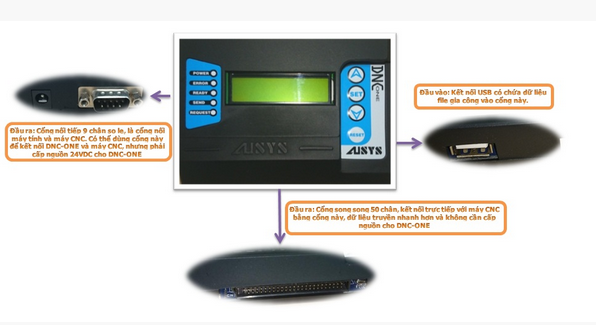 POWER
ERROR
READY
SEND
REQUEST
DNC
ONE
SET
RESET
AUSYS
AUSYS
Đầu ra: Cổng nối tiếp 9 chân so le, là cổng nối
máy tính và máy CNC. Có thể dùng cổng này
để kết nối DNC-ONE và máy CNC, nhưng phải
cấp nguồn 24VDC cho DNC-ONE
Đầu vào: Kết nối USB có chứa dữ liệu
file gia công vào cổng này.
Đầu ra: Cổng song song 50 chân, kết nối trực tiếp với máy CNC
bằng cổng này, dữ liệu truyền nhanh hơn và không cần cấp
nguồn cho DNC-ONE